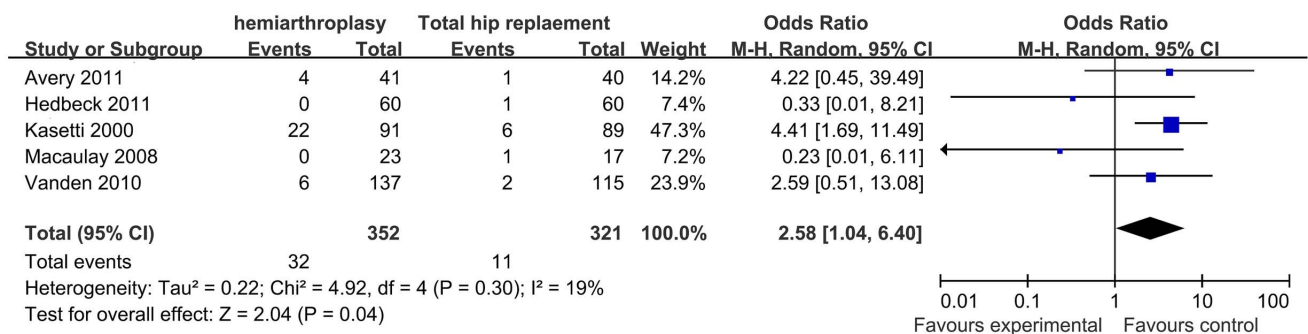 hemiarthroplasy Total hip replaement Odds Ratio Odds Ratio
Study or Subgroup Events Total Events Total Weight M-H, Random, 95% CI M-H, Random, 95% CI
Avery 2011 4 41 1 40 14.2% 4.22 [0.45, 39.49]
Hedbeck 2011 0 60 1 60 7.4% 0.33 [0.01, 8.21]
Kasetti 2000 22 91 6 89 47.3% 4.41 [1.69, 11.49]
Macaulay 2008 0 23 1 17 7.2% 0.23 [0.01, 6.11]
Vanden 2010 6 137 2 115 23.9% 2.59 [0.51, 13.08]
Total (95% CI) 352 321 100.0% 2.58 [1.04, 6.40]
Total events 32 11
Heterogeneity: Tau² = 0.22; Chi² = 4.92, df = 4 (P = 0.30); I² = 19%
Test for overall effect: Z = 2.04 (P = 0.04)
0.01 0.1 1 10 100
Favours experimental Favours control